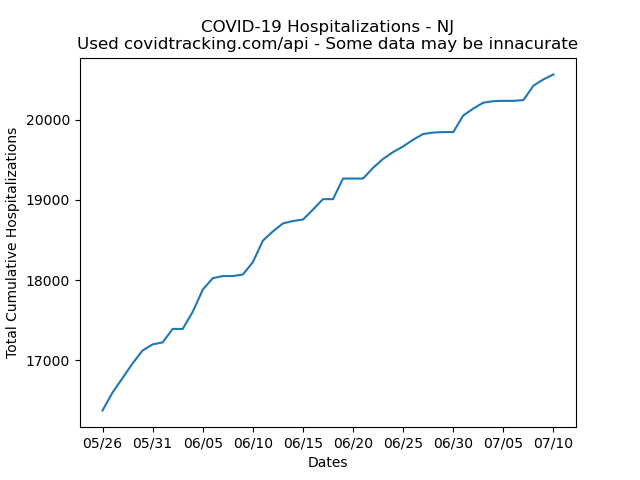 COVID-19 Hospitalizations - NJ
Used covidtracking.com/api - Some data may be innacurate
Total Cumulative Hospitalizations
20000
19000
18000
17000
05/26 05/31 06/05 06/10 06/15 06/20 06/25 06/30 07/05 07/10
Dates